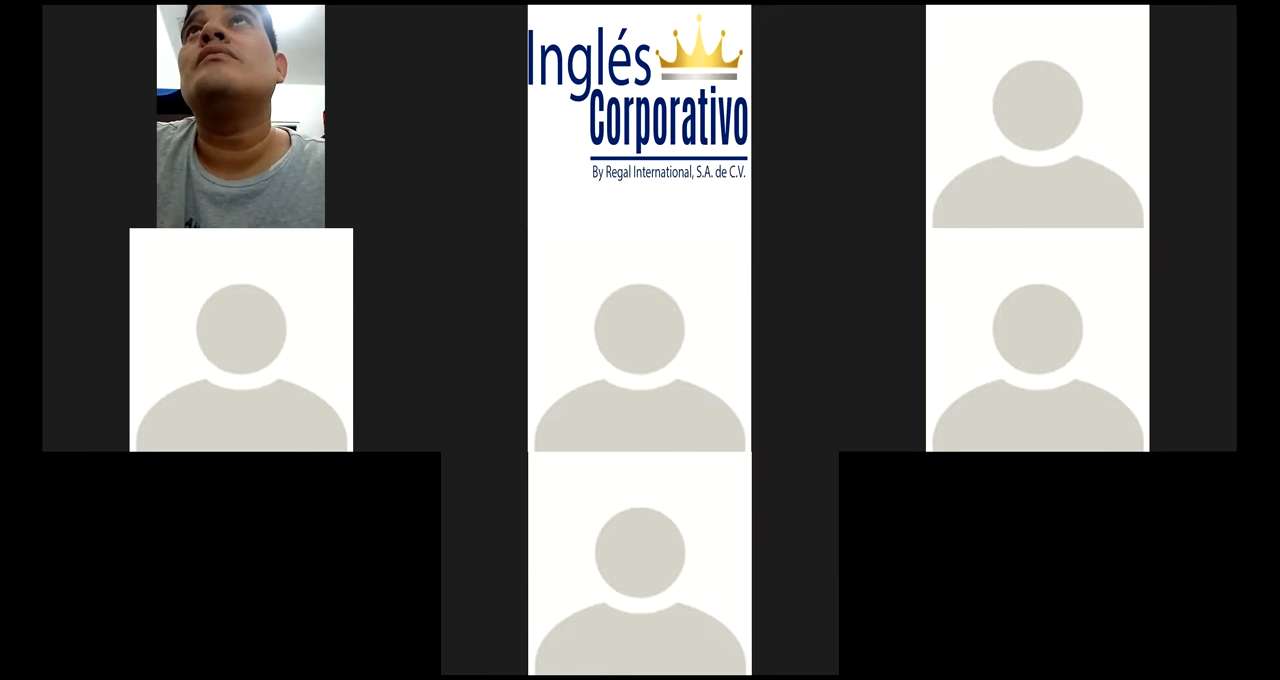 Inglés
Corporativo
By Regal International, S.A. de C.V.